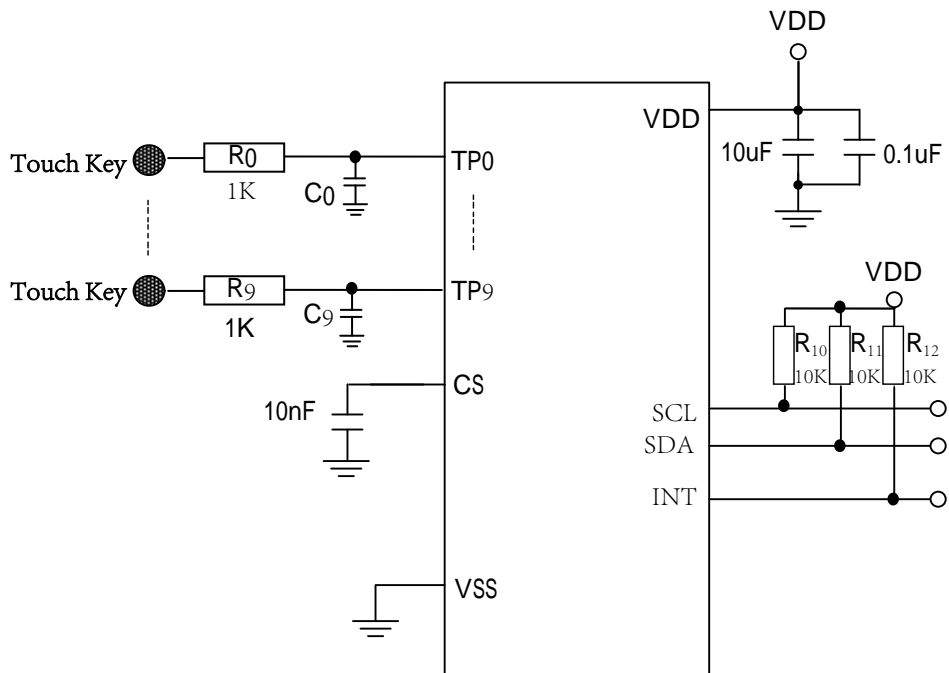 VDD
VDD
10uF
0.1uF
Touch Key
R0
1K
C0
TP0
Touch Key
R9
1K
C9
TP9
VDD
R10
10K
R11
10K
R12
10K
CS
10nF
SCL
SDA
INT
VSS